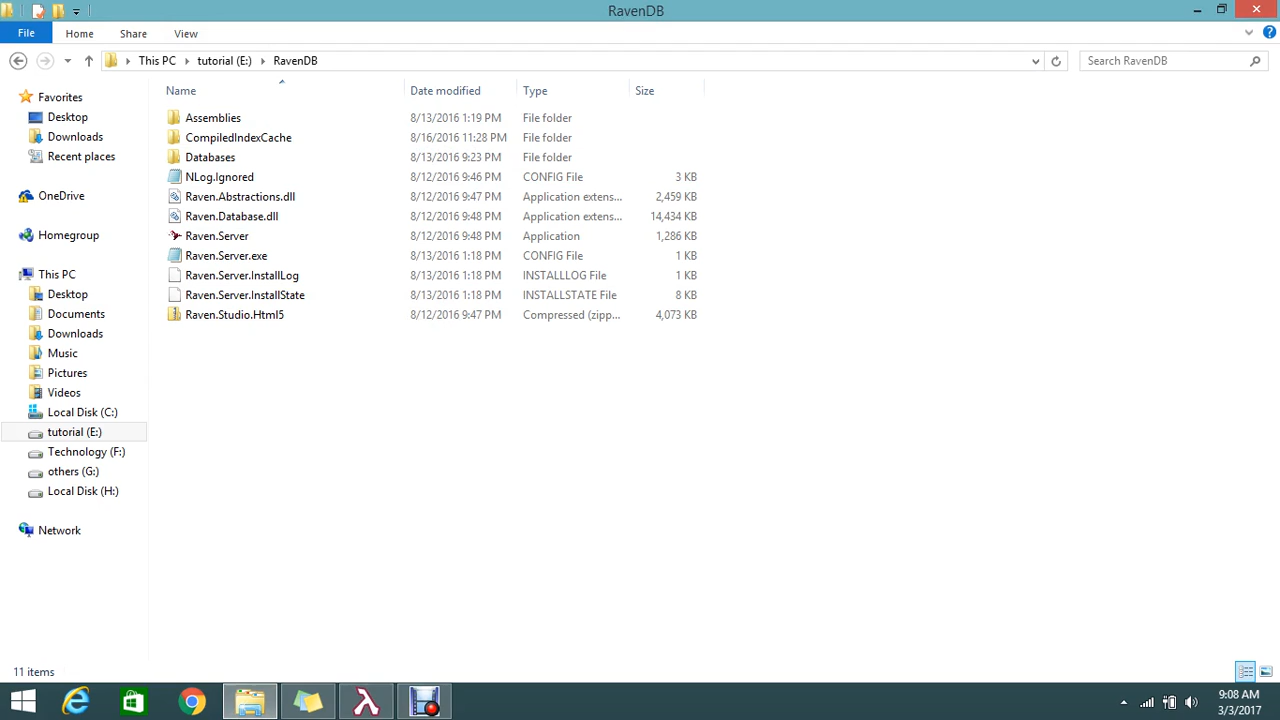 RavenDB
File Home Share View
This PC tutorial (E:) RavenDB Search RavenDB
Name Date modified Type Size
Favorites
Desktop
Downloads
Recent places
OneDrive
Homegroup
This PC
Desktop
Documents
Downloads
Music
Pictures
Videos
Local Disk (C:)
tutorial (E:)
Technology (F:)
others (G:)
Local Disk (H:)
Network
Assemblies 8/13/2016 1:19 PM File folder
CompiledIndexCache 8/16/2016 11:28 PM File folder
Databases 8/13/2016 9:23 PM File folder
NLog.Ignored 8/12/2016 9:46 PM CONFIG File 3 KB
Raven.Abstractions.dll 8/12/2016 9:47 PM Application extens... 2,459 KB
Raven.Database.dll 8/12/2016 9:48 PM Application extens... 14,434 KB
Raven.Server 8/12/2016 9:48 PM Application 1,286 KB
Raven.Server.exe 8/13/2016 1:18 PM CONFIG File 1 KB
Raven.Server.InstallLog 8/13/2016 1:18 PM INSTALLLOG File 1 KB
Raven.Server.InstallState 8/13/2016 1:18 PM INSTALLSTATE File 8 KB
Raven.Studio.Html5 8/12/2016 9:47 PM Compressed (zipp... 4,073 KB
11 items
9:08 AM
3/3/2017